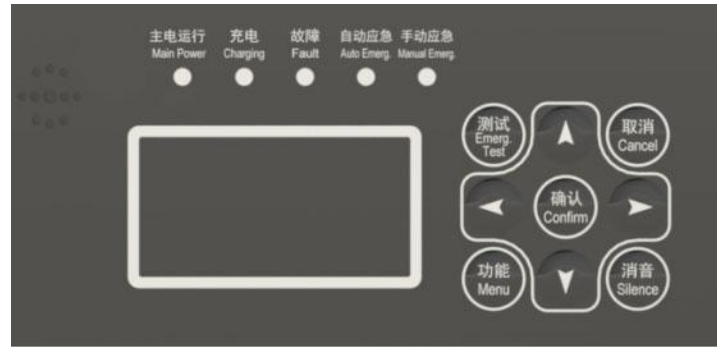 主电运行 充电 故障 自动应急 手动应急
Main Power Charging Fault Auto Emerg. Manual Emerg.
测试
Emerg.
Test
取消
Cancel
确认
Confirm
功能
Menu
消音
Silence